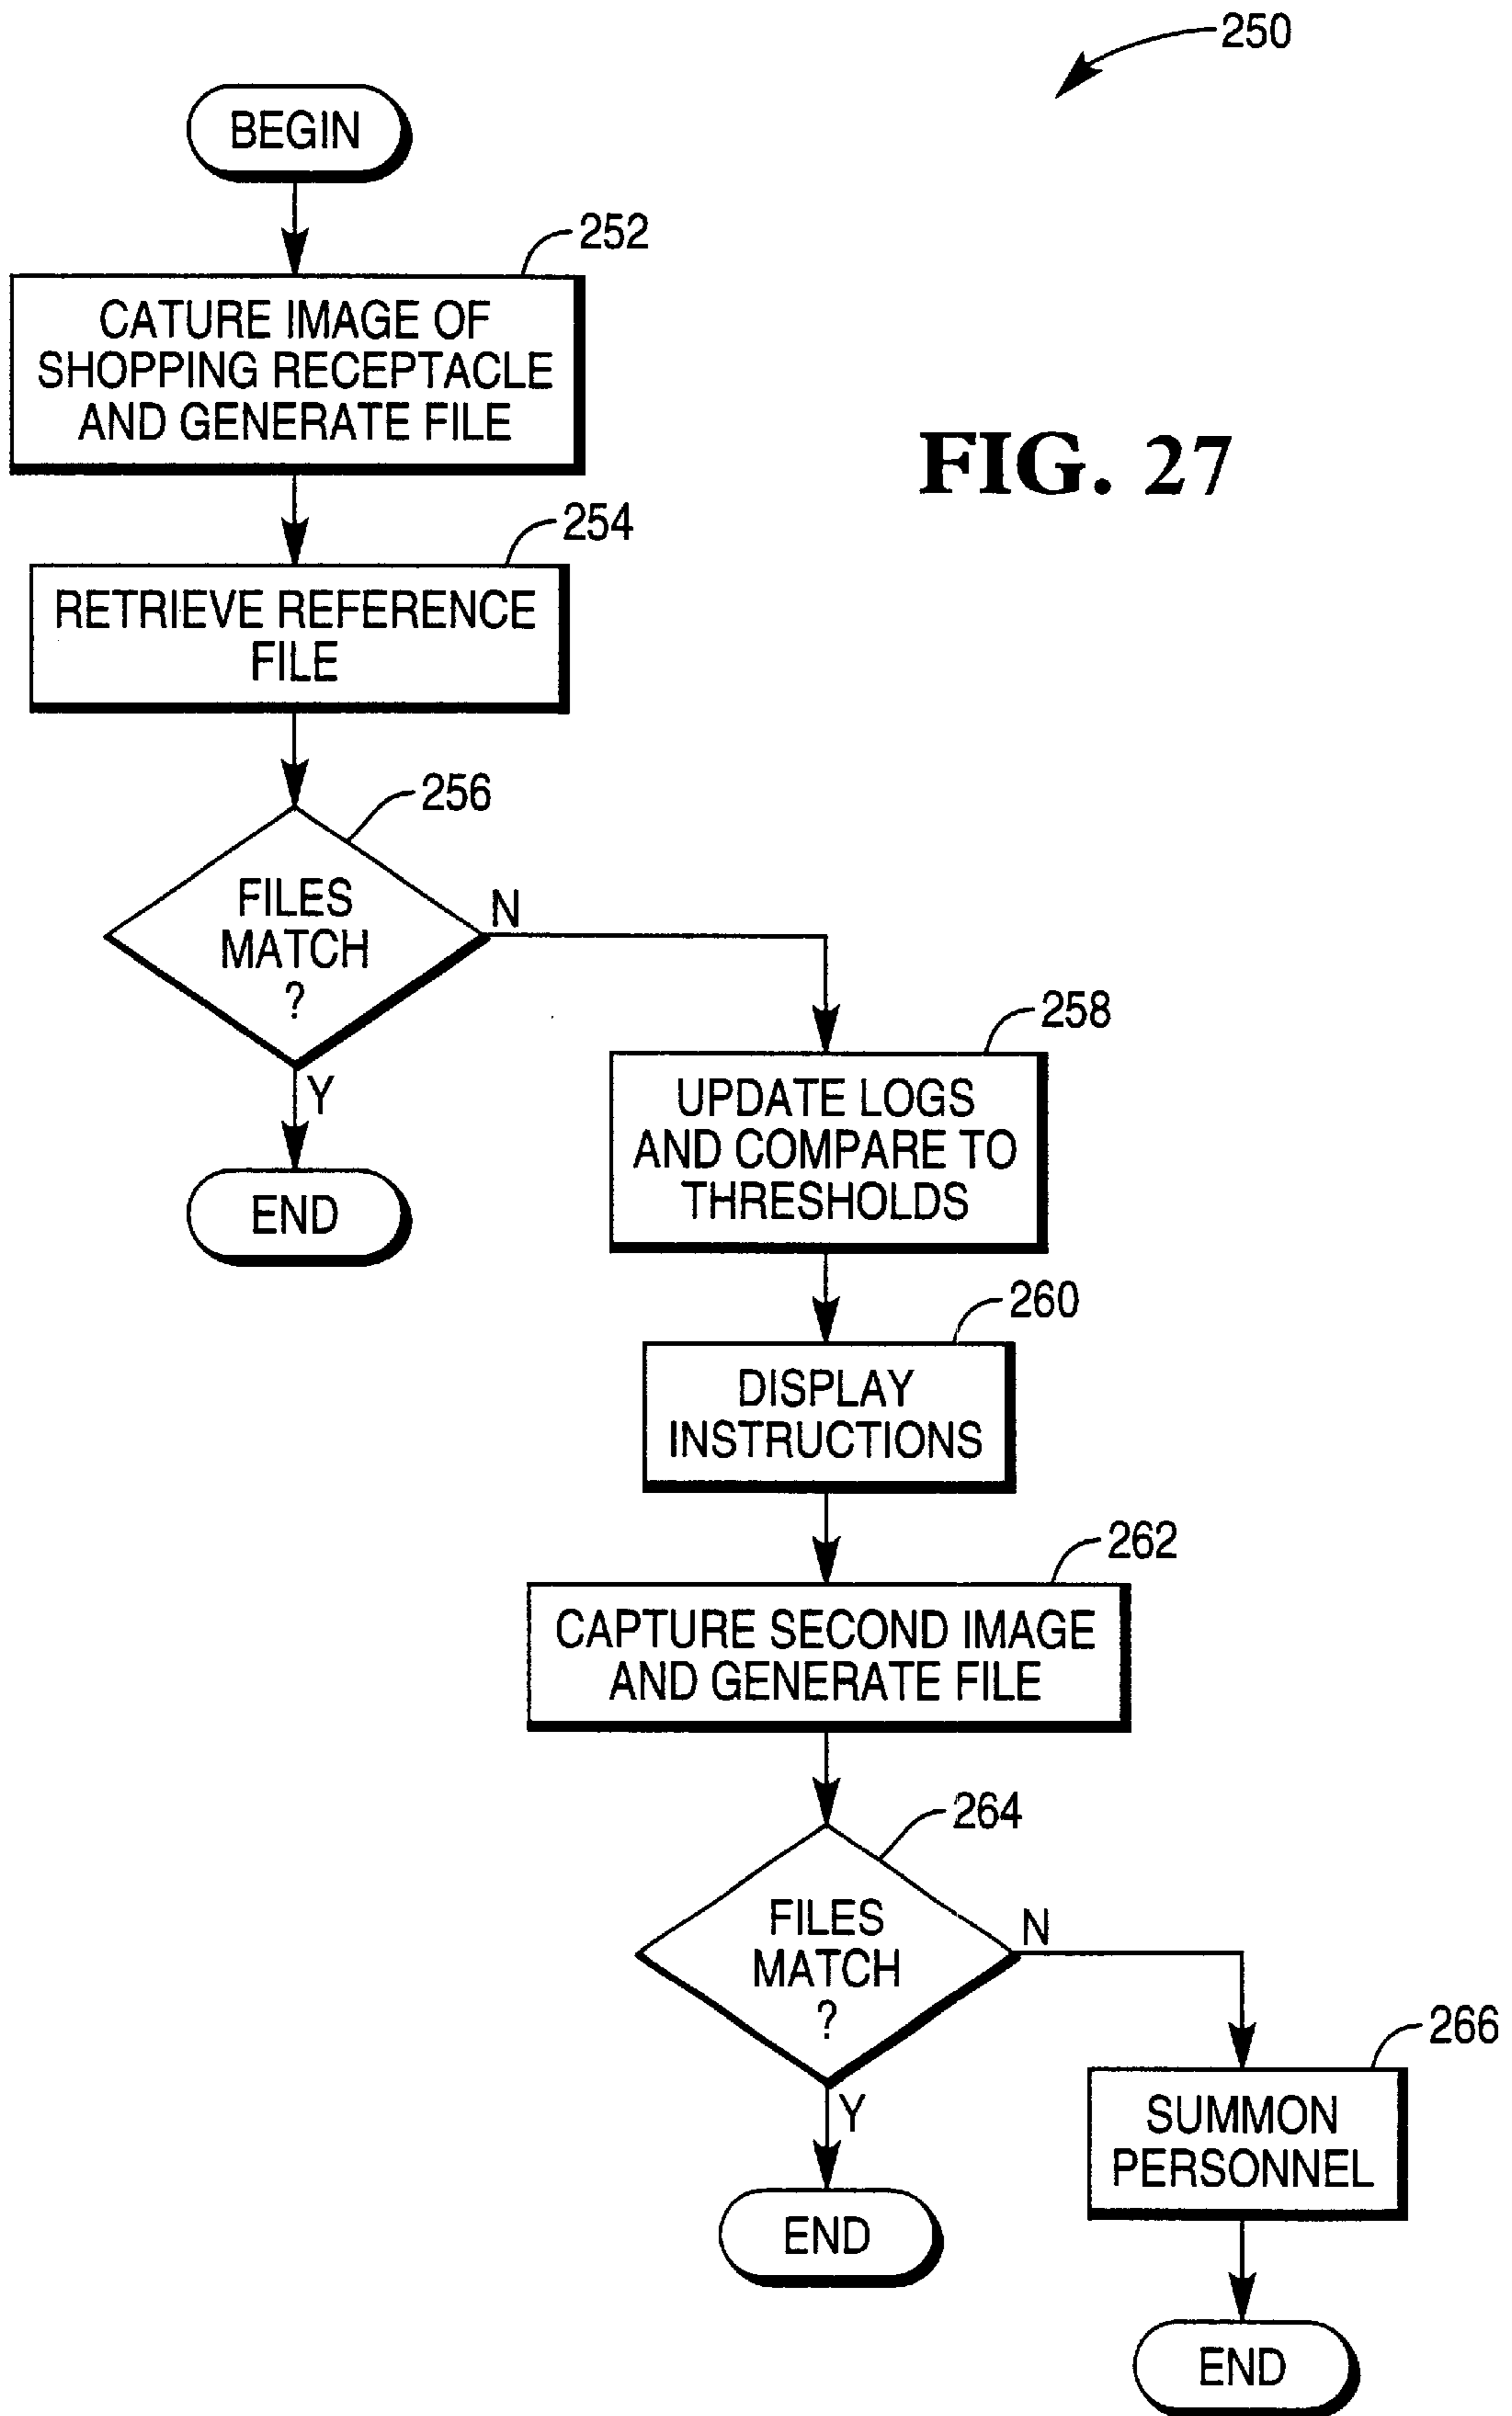 250
BEGIN
252
CATURE IMAGE OF
SHOPPING RECEPTACLE
AND GENERATE FILE
FIG. 27
254
RETRIEVE REFERENCE
FILE
256
FILES
MATCH
?
N
Y
END
258
UPDATE LOGS
AND COMPARE TO
THRESHOLDS
260
DISPLAY
INSTRUCTIONS
262
CAPTURE SECOND IMAGE
AND GENERATE FILE
264
FILES
MATCH
?
N
Y
END
266
SUMMON
PERSONNEL
END